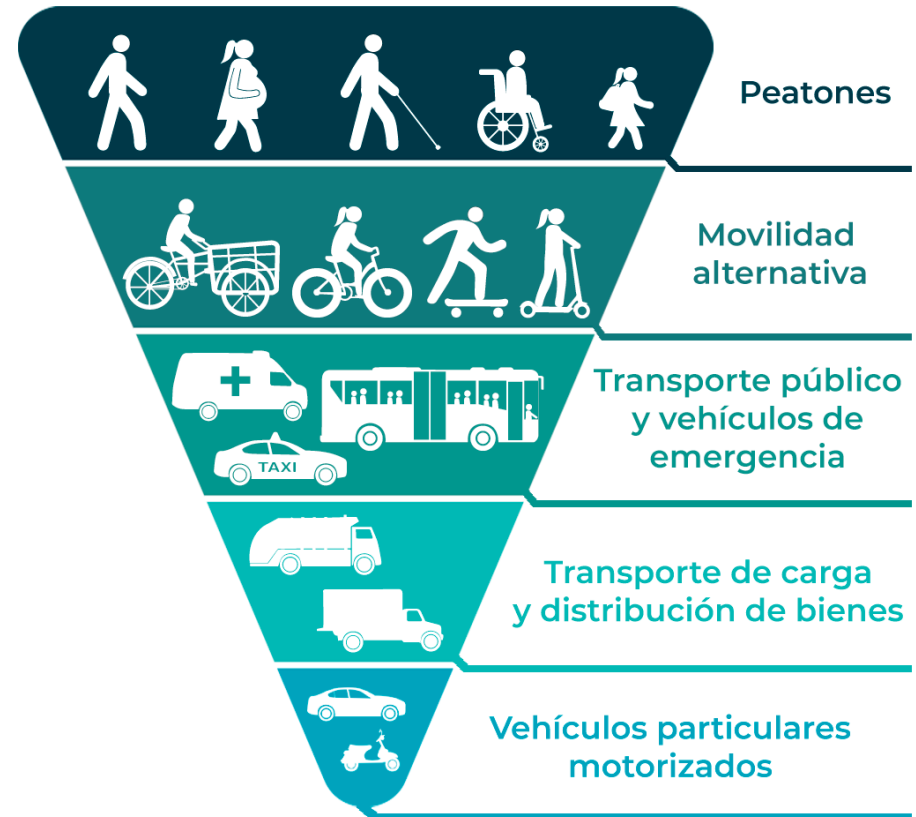 Peatones
Movilidad
alternativa
Transporte público
y vehículos de
emergencia
TAXI
Transporte de carga
y distribución de bienes
Vehículos particulares
motorizados